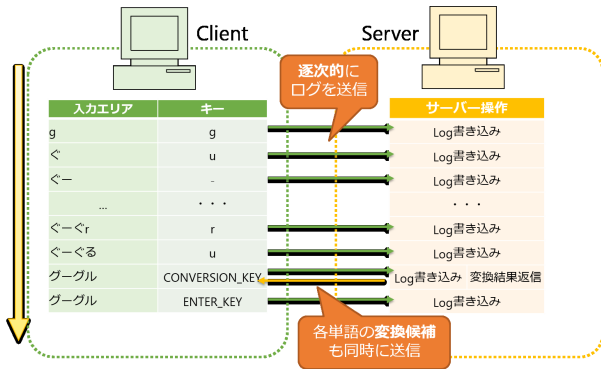 Client
Server
逐次的に
ログを送信
入力エリア キー サーバー操作
g g Log書き込み
ぐ u Log書き込み
ぐー - Log書き込み
... ・・・ ・・・
ぐーぐr r Log書き込み
ぐーぐる u Log書き込み
グーグル CONVERSION_KEY Log書き込み 変換結果返信
グーグル ENTER_KEY Log書き込み
各単語の変換候補
も同時に送信